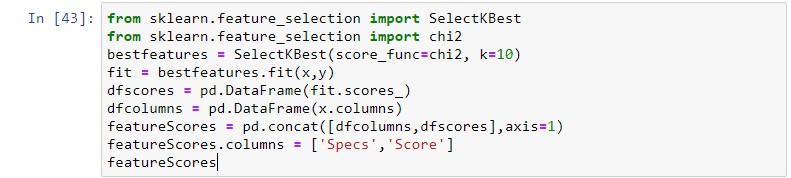 In [43]: from sklearn.feature_selection import SelectKBest
from sklearn.feature_selection import chi2
bestfeatures = SelectKBest(score_func=chi2, k=10)
fit = bestfeatures.fit(x,y)
dfscores = pd.DataFrame(fit.scores_)
dfcolumns = pd.DataFrame(x.columns)
featureScores = pd.concat([dfcolumns,dfscores],axis=1)
featureScores.columns = ['Specs','Score']
featureScores